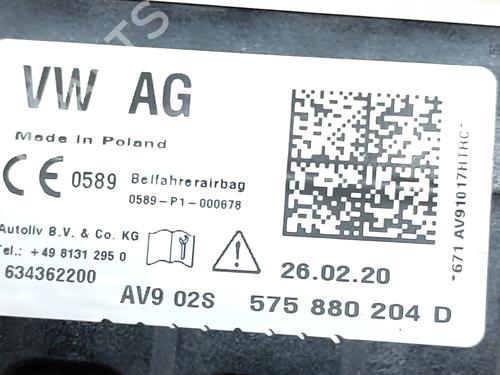 VW AG
Made in Poland
CE 0589 Beifahrerairbag
0589-P1-000678
Autoliv B.V. & Co. KG
Tel.: +49 8131 295 0
634362200
26.02.20
AV9 02S 575 880 204 D
*671 AV91017HTRC*